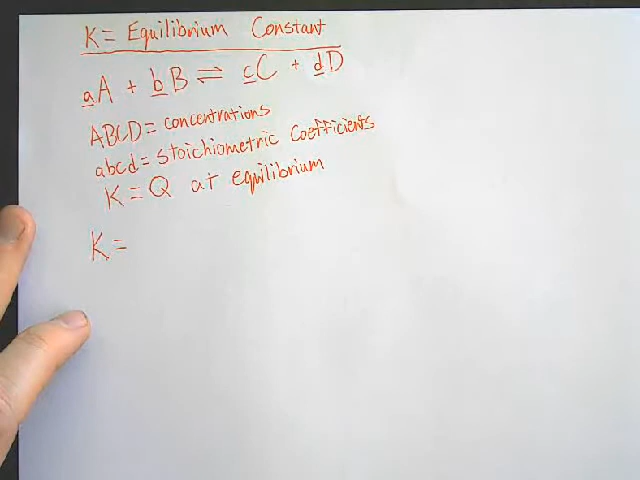 K = Equilibrium Constant
aA + bB ⇌ cC + dD
ABCD = concentrations
abcd = stoichiometric coefficients
K = Q at equilibrium
K =